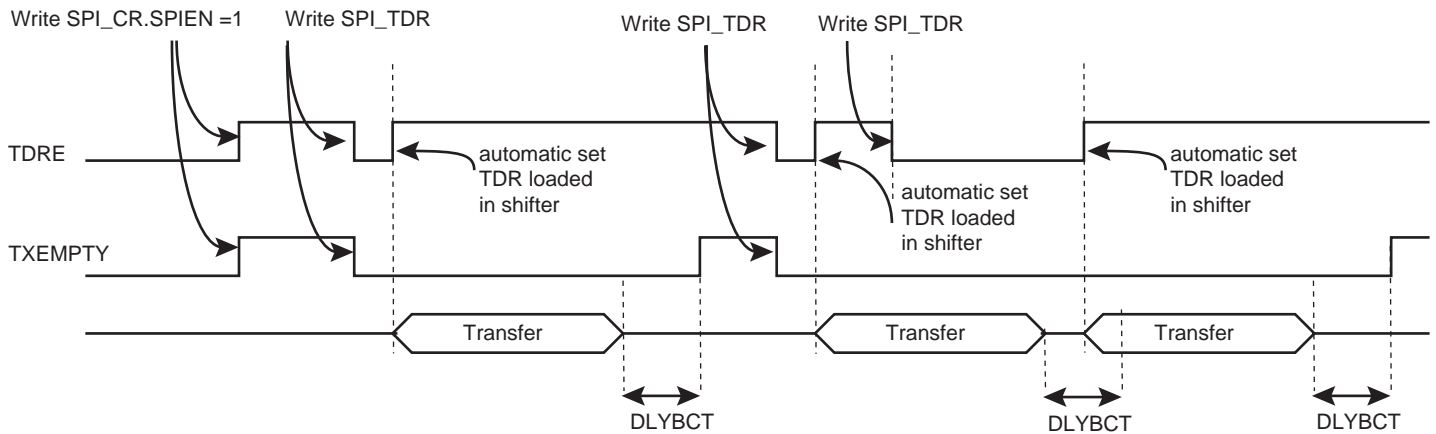 Write SPI_CR.SPIEN =1
Write SPI_TDR
Write SPI_TDR
Write SPI_TDR
TDRE
automatic set
TDR loaded
in shifter
automatic set
TDR loaded
in shifter
automatic set
TDR loaded
in shifter
TXEMPTY
Transfer
Transfer
Transfer
DLYBCT
DLYBCT
DLYBCT